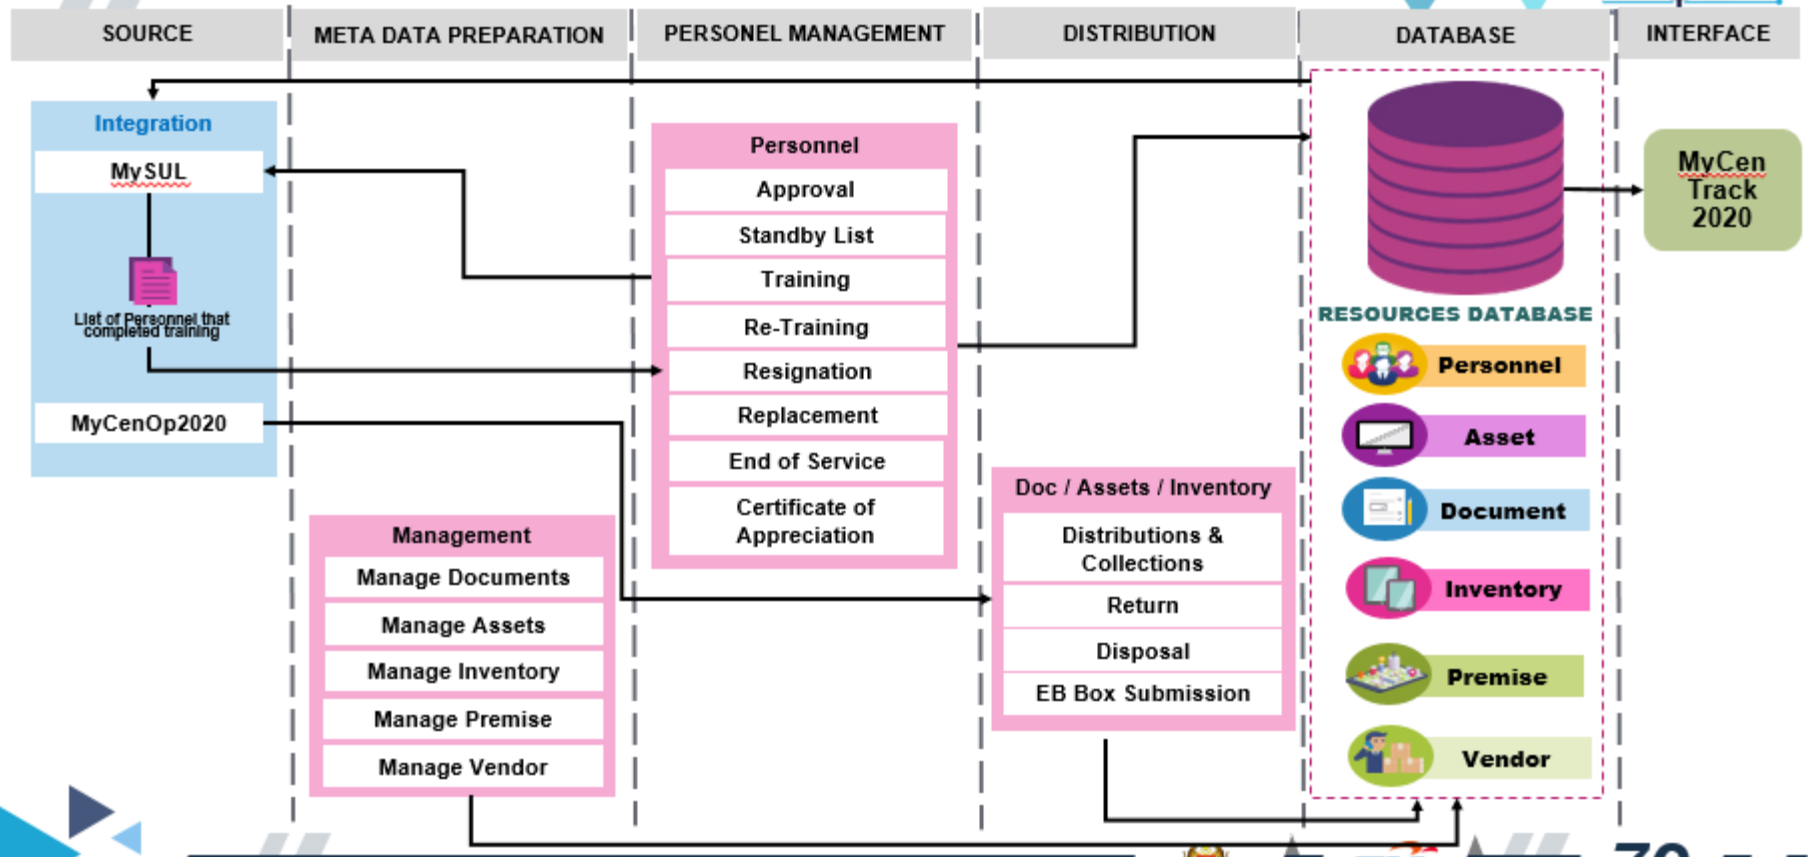 SOURCE
META DATA PREPARATION
PERSONEL MANAGEMENT
DISTRIBUTION
DATABASE
INTERFACE
Integration
MySUL
List of Personnel that
completed training
MyCenOp2020
Management
Manage Documents
Manage Assets
Manage Inventory
Manage Premise
Manage Vendor
Personnel
Approval
Standby List
Training
Re-Training
Resignation
Replacement
End of Service
Certificate of
Appreciation
Doc / Assets / Inventory
Distributions &
Collections
Return
Disposal
EB Box Submission
RESOURCES DATABASE
Personnel
Asset
Document
Inventory
Premise
Vendor
MyCen
Track
2020